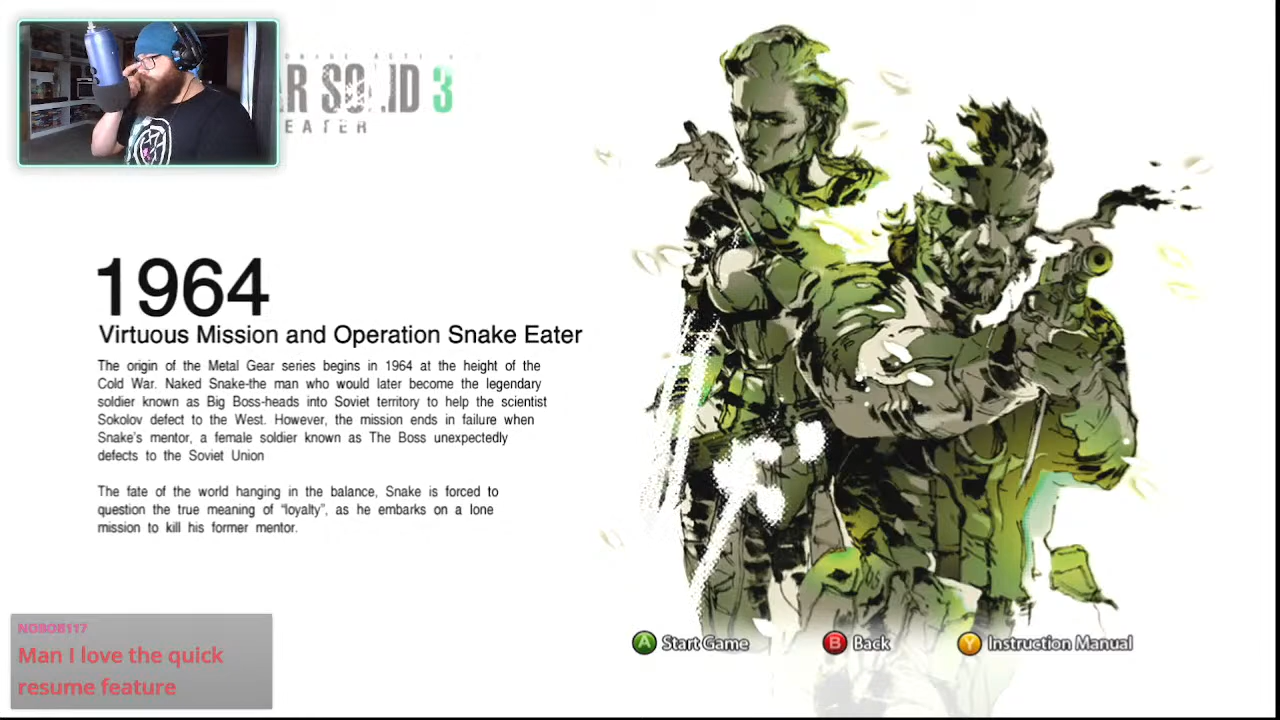 AR SOLID 3
EATER
1964
Virtuous Mission and Operation Snake Eater
The origin of the Metal Gear series begins in 1964 at the height of the
Cold War. Naked Snake-the man who would later become the legendary
soldier known as Big Boss-heads into Soviet territory to help the scientist
Sokolov defect to the West. However, the mission ends in failure when
Snake's mentor, a female soldier known as The Boss unexpectedly
defects to the Soviet Union
The fate of the world hanging in the balance, Snake is forced to
question the true meaning of “loyalty”, as he embarks on a lone
mission to kill his former mentor.
A Start Game
B Back
Y Instruction Manual
NOBOB117
Man I love the quick
resume feature